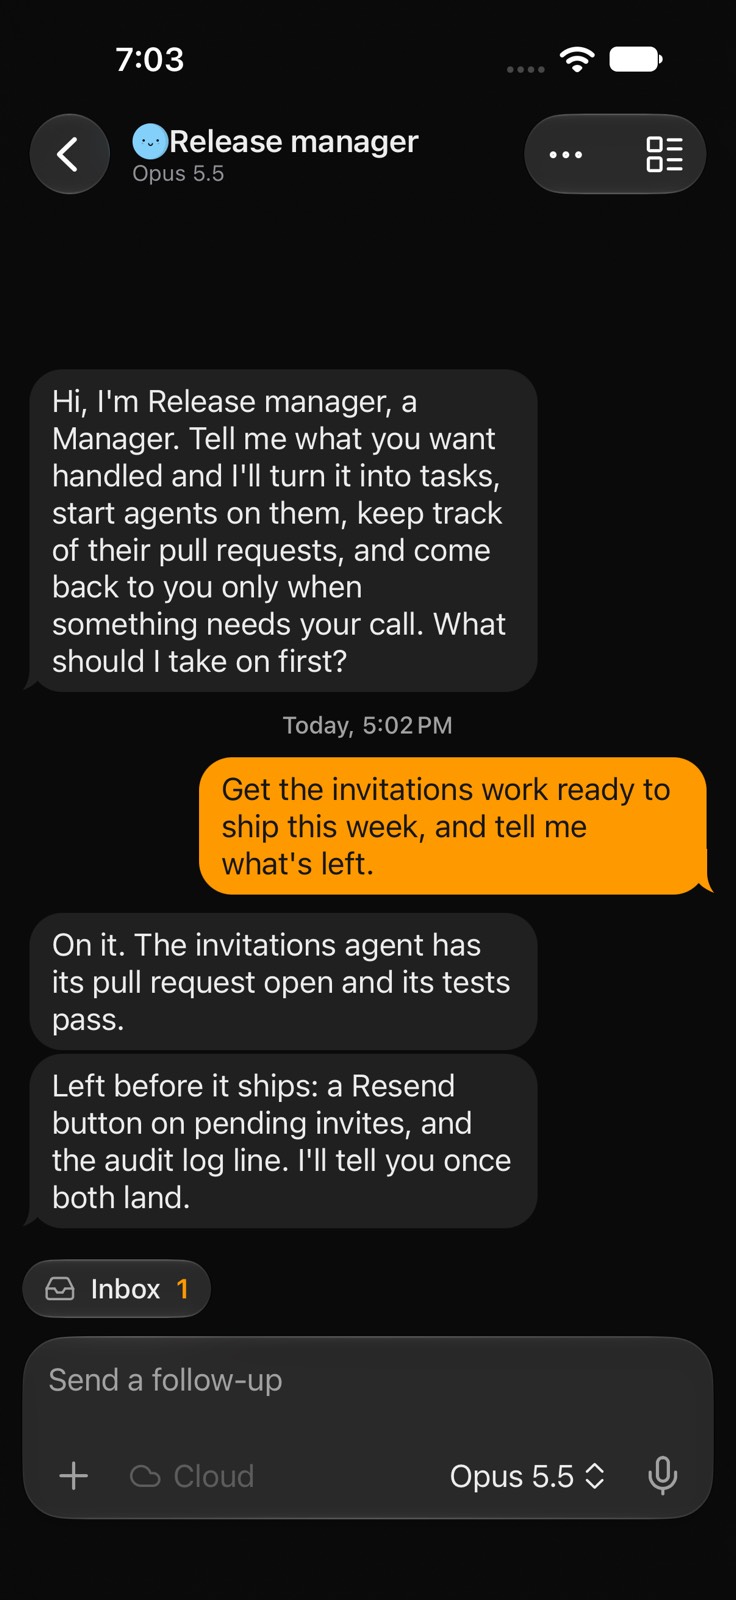 7:03
Release manager
Opus 5.5
Hi, I'm Release manager, a
Manager. Tell me what you want
handled and I'll turn it into tasks,
start agents on them, keep track
of their pull requests, and come
back to you only when
something needs your call. What
should I take on first?
Today, 5:02 PM
Get the invitations work ready to
ship this week, and tell me
what's left.
On it. The invitations agent has
its pull request open and its tests
pass.
Left before it ships: a Resend
button on pending invites, and
the audit log line. I'll tell you once
both land.
Inbox 1
Send a follow-up
Cloud
Opus 5.5